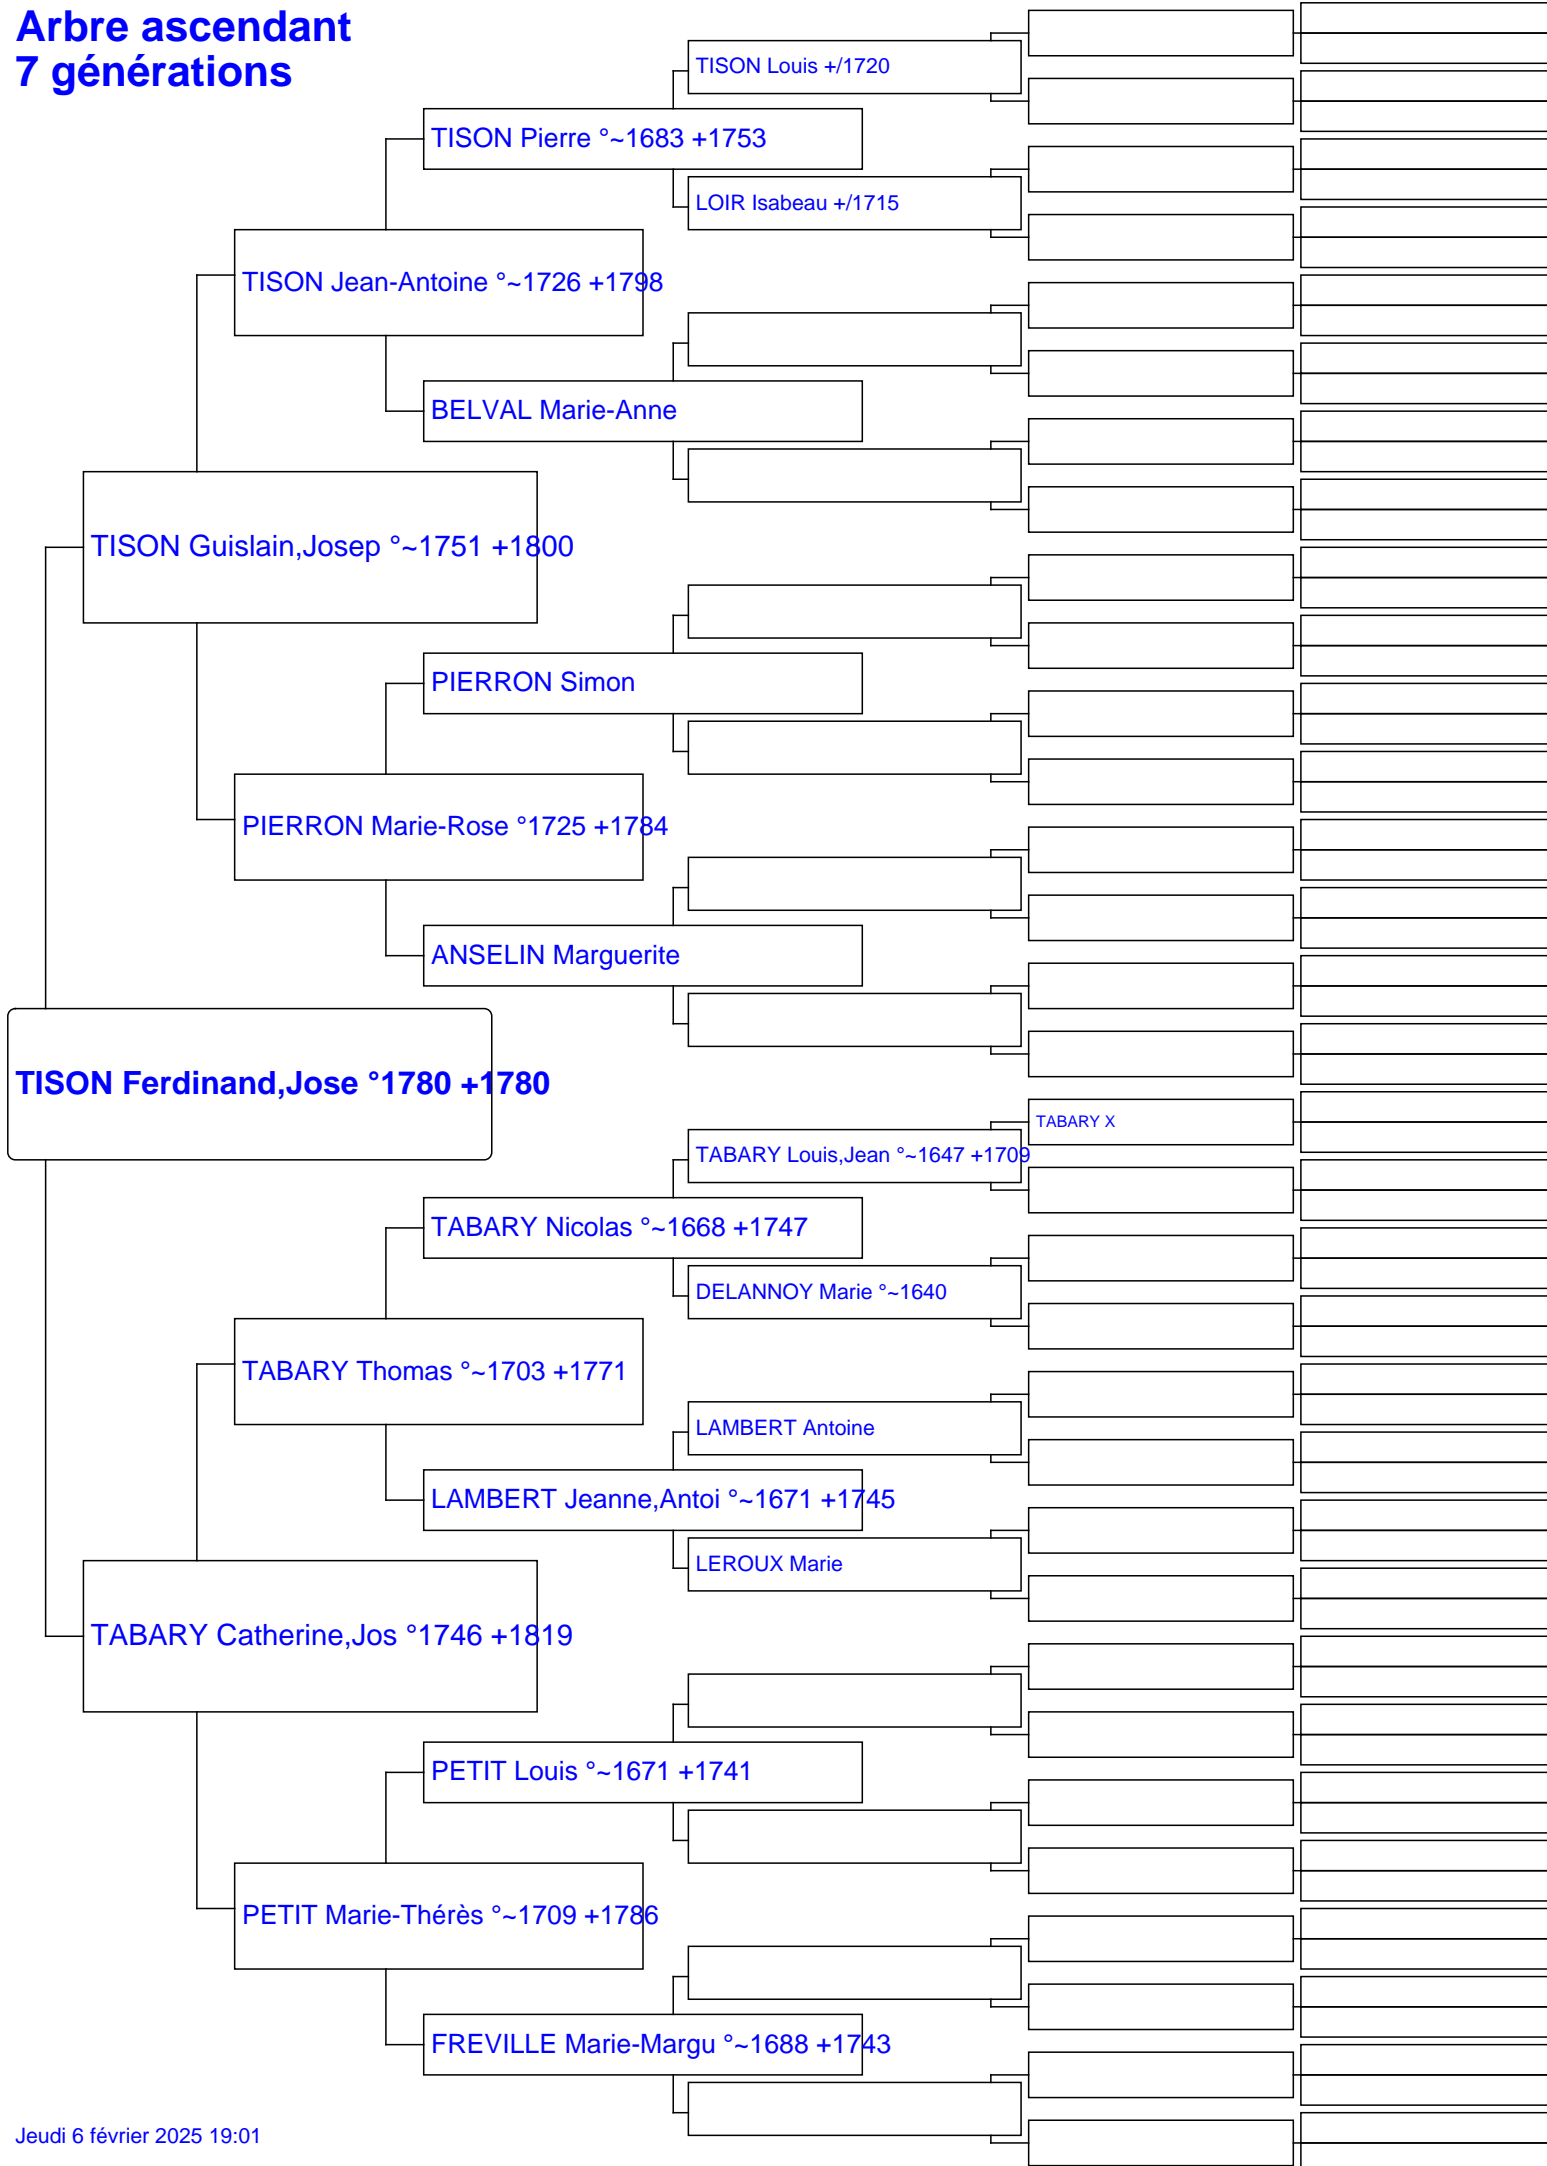 Arbre ascendant
7 générations
TISON Louis +/1720
TISON Pierre °~1683 +1753
LOIR Isabeau +/1715
TISON Jean-Antoine °~1726 +1798
BELVAL Marie-Anne
TISON Guislain,Josep °~1751 +1800
PIERRON Simon
PIERRON Marie-Rose °1725 +1784
ANSELIN Marguerite
TISON Ferdinand,Jose °1780 +1780
TABARY X
TABARY Louis,Jean °~1647 +1709
TABARY Nicolas °~1668 +1747
DELANNOY Marie °~1640
TABARY Thomas °~1703 +1771
LAMBERT Antoine
LAMBERT Jeanne,Antoi °~1671 +1745
LEROUX Marie
TABARY Catherine,Jos °1746 +1819
PETIT Louis °~1671 +1741
PETIT Marie-Thérès °~1709 +1786
FREVILLE Marie-Margu °~1688 +1743
Jeudi 6 février 2025 19:01